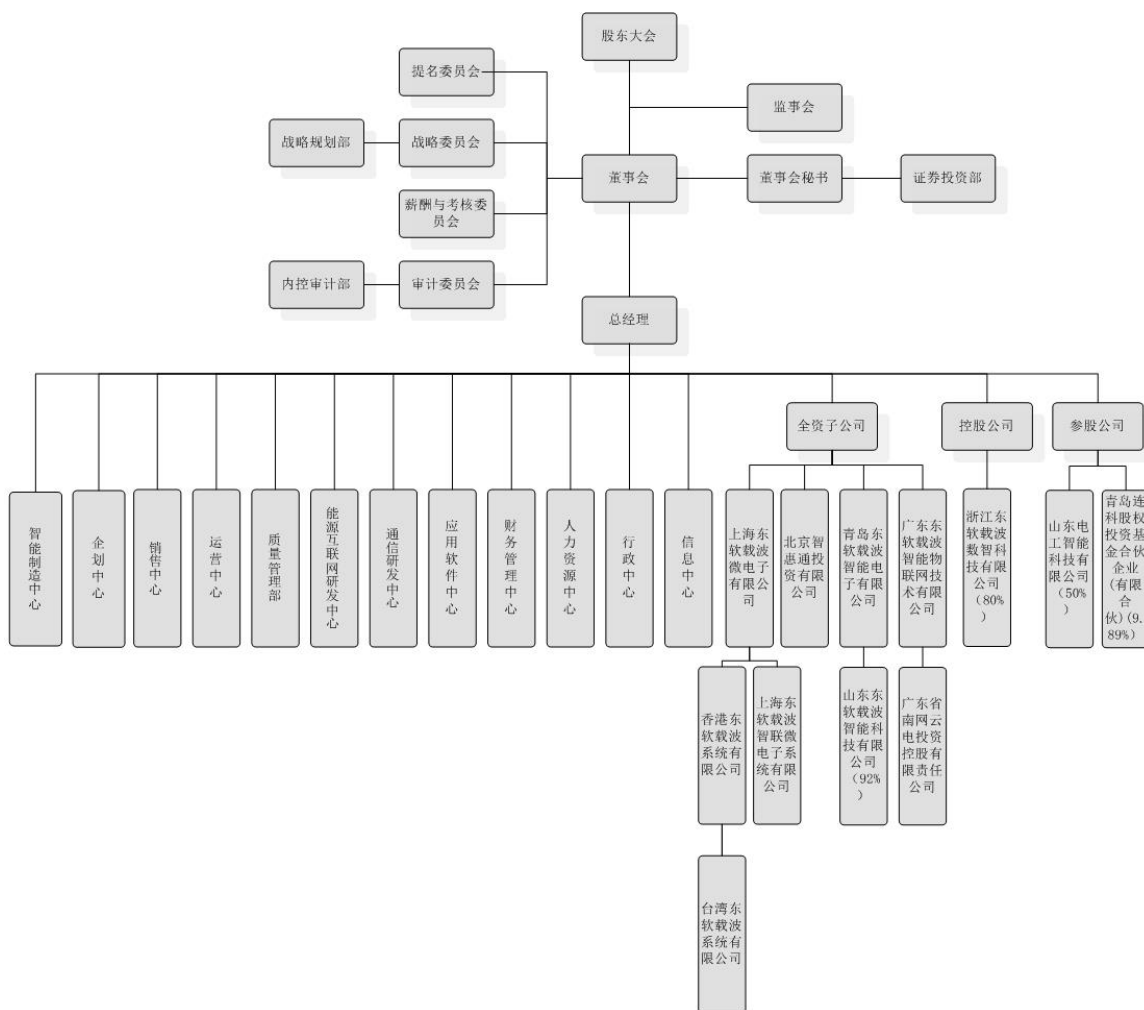 股东大会
提名委员会
监事会
战略规划部
战略委员会
董事会
董事会秘书
证券投资部
薪酬与考核委
员会
内控审计部
审计委员会
总经理
全资子公司
控股公司
参股公司
智能制造中心
企划中心
销售中心
运营中心
质量管理部
能源互联网研发中心
通信研发中心
应用软件中心
财务管理中心
人力资源中心
行政中心
信息中心
上海东
软载波
微电子
有限公
司
北京智
惠通投
资有限
公司
青岛东
软载波
智能电
子有限
公司
广东东
软载波
智能物
联网技
术有限
公司
浙江东
软载波
数智科
技有限
公司
（80%
）
山东电
工智能
科技有
限公司
（50%
）
青岛连
科股权
投资基
金合伙
企业
(有限
合
伙)(9.
89%)
香港东
软载波
系统有
限公司
上海东
软载波
智联微
电子系
统有限
公司
山东东
软载波
智能科
技有限
公司
（92%
）
广东省
南网云
电投资
控股有
限责任
公司
台湾东
软载波
系统有
限公司